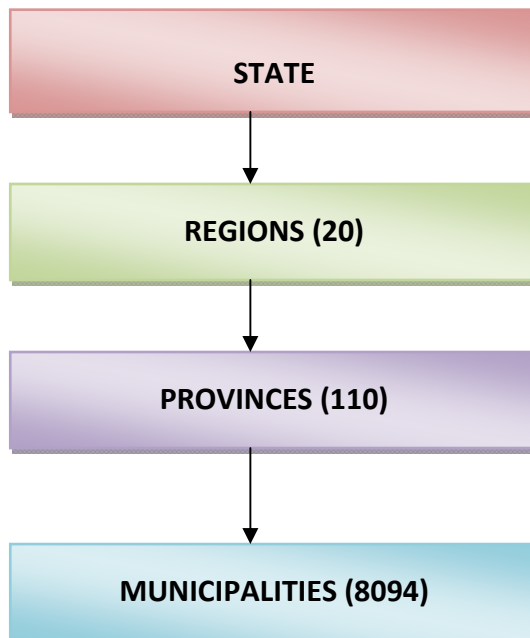 STATE
REGIONS (20)
PROVINCES (110)
MUNICIPALITIES (8094)